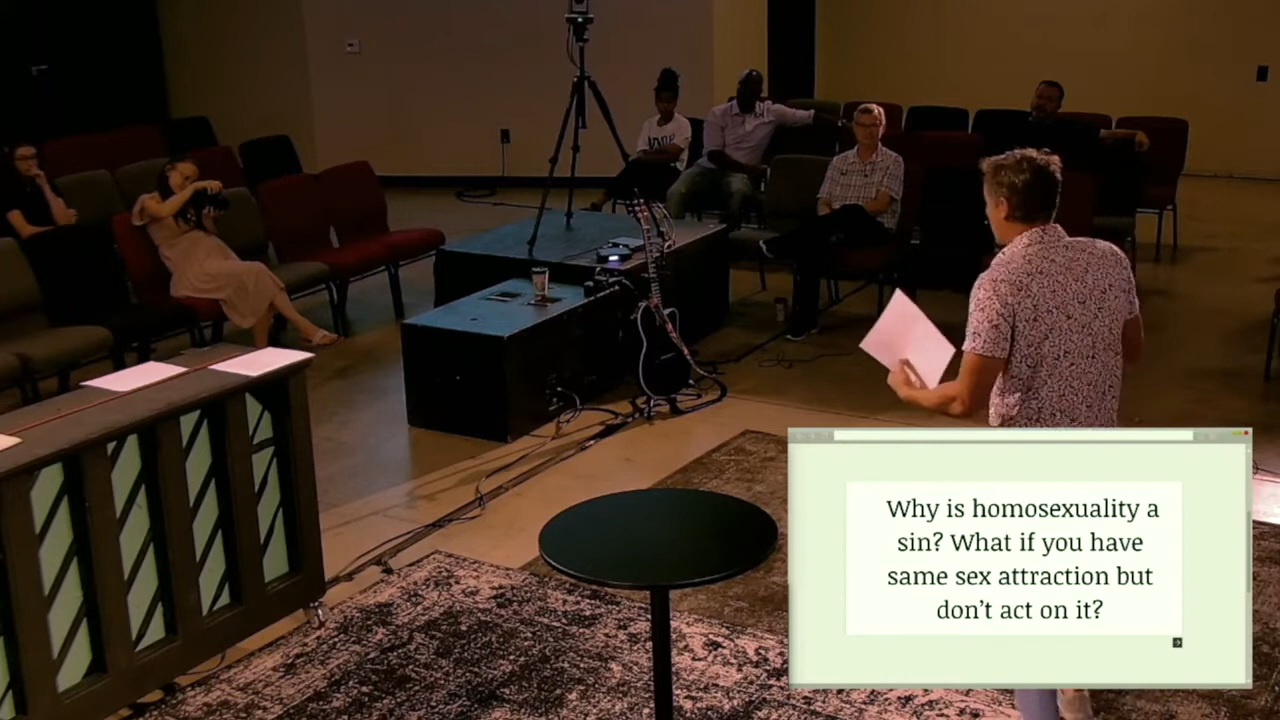 Why is homosexuality a
sin? What if you have
same sex attraction but
don't act on it?